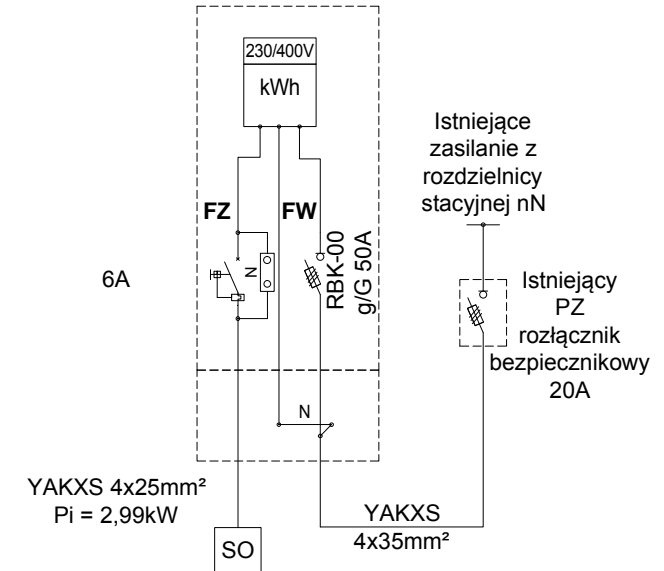 230/400V
kWh
FZ
FW
N
RBK-00
g/G 50A
6A
N
Istniejące
zasilanie z
rozdzielnicy
stacyjnej nN
Istniejący
PZ
rozłącznik
bezpiecznikowy
20A
YAKXS 4x25mm²
Pi = 2,99kW
SO
YAKXS
4x35mm²